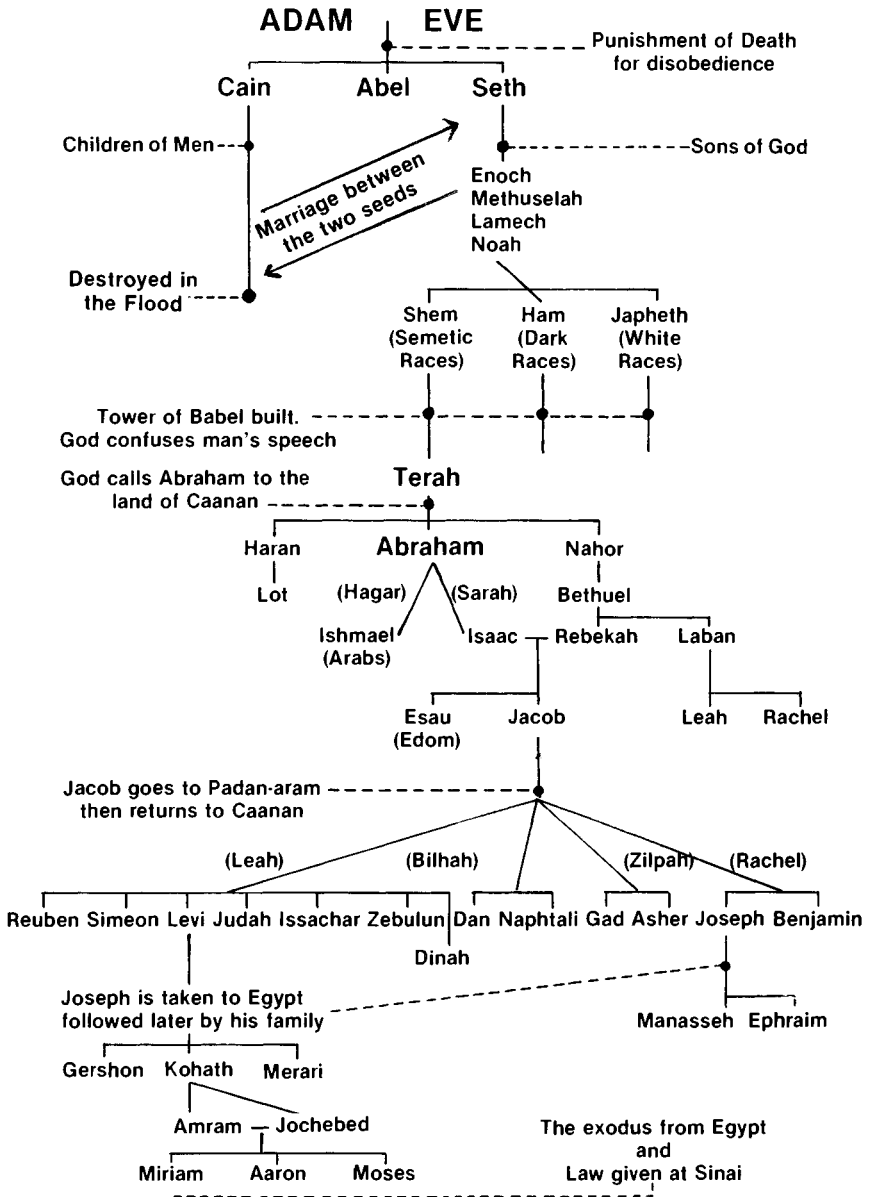 ADAM EVE
Punishment of Death
for disobedience
Cain Abel Seth
Children of Men
Sons of God
Marriage between
the two seeds
Enoch
Methuselah
Lamech
Noah
Destroyed in
the Flood
Shem Ham Japheth
(Semetic (Dark (White
Races) Races) Races)
Tower of Babel built.
God confuses man's speech
God calls Abraham to the
land of Caanan
Terah
Haran Abraham Nahor
Lot (Hagar) (Sarah) Bethuel
Ishmael Isaac Rebekah Laban
(Arabs)
Esau Jacob Leah Rachel
(Edom)
Jacob goes to Padan-aram
then returns to Caanan
(Leah) (Bilhah) (Zilpah) (Rachel)
Reuben Simeon Levi Judah Issachar Zebulun Dan Naphtali Gad Asher Joseph Benjamin
Dinah
Joseph is taken to Egypt
followed later by his family
Manasseh Ephraim
Gershon Kohath Merari
Amram Jochebed
Miriam Aaron Moses
The exodus from Egypt
and
Law given at Sinai